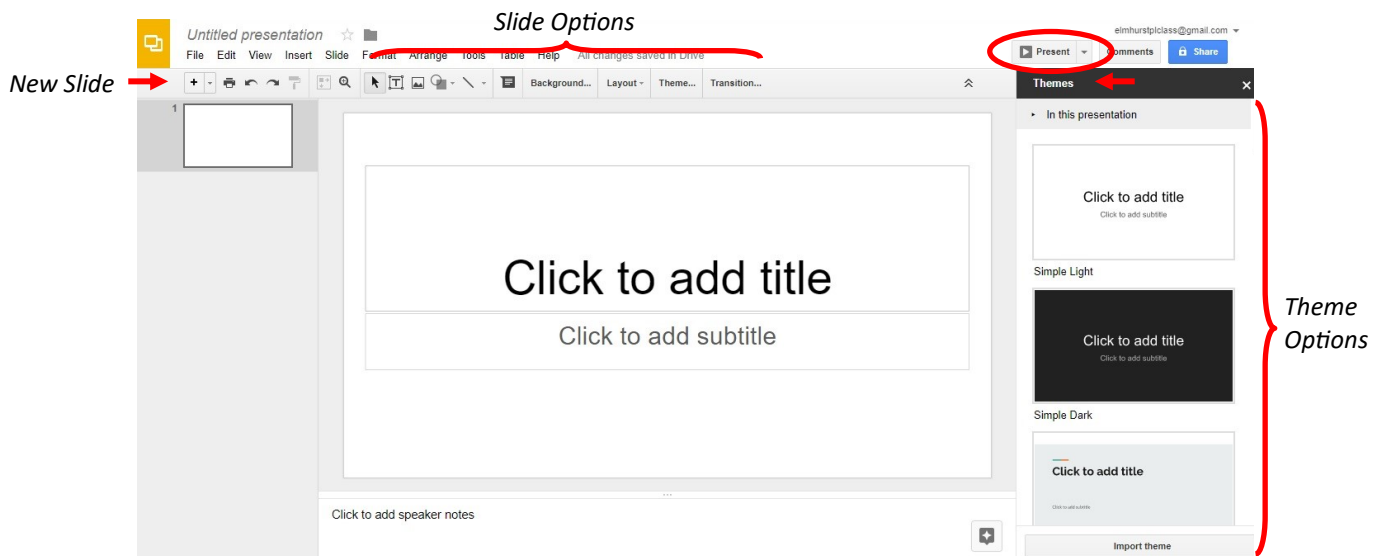 Slide Options
Untitled presentation
elmhurstplclass@gmail.com
File Edit View Insert Slide Format Arrange Tools Table Help All changes saved in Drive
Present Comments Share
New Slide
Background... Layout Theme... Transition...
Themes
1
In this presentation
Click to add title
Click to add subtitle
Simple Light
Click to add title
Click to add subtitle
Click to add title
Click to add subtitle
Simple Dark
Theme
Options
Click to add title
Click to add subtitle
Click to add speaker notes
Import theme